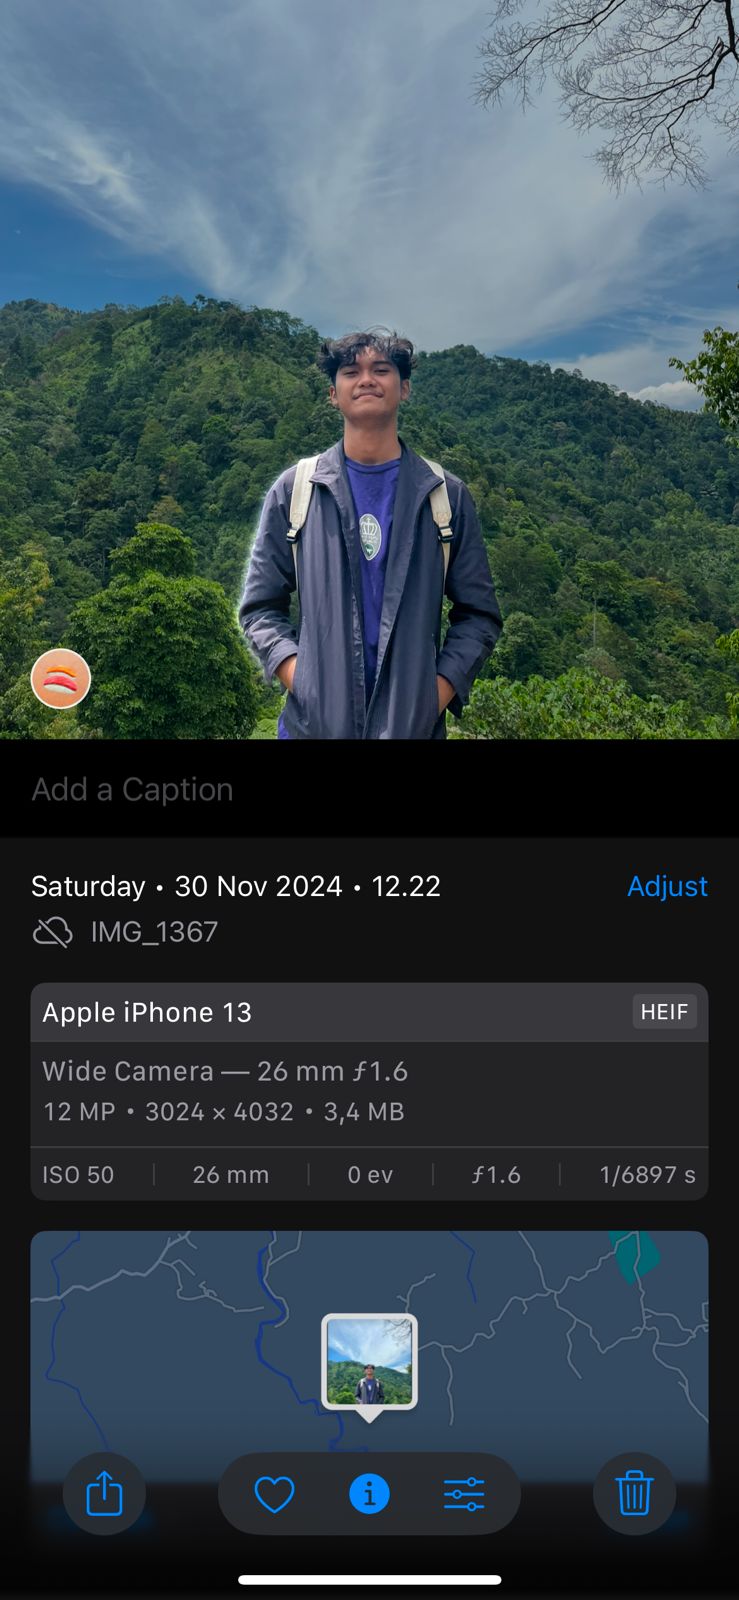 Add a Caption
Saturday • 30 Nov 2024 • 12.22
Adjust
IMG_1367
Apple iPhone 13
HEIF
Wide Camera — 26 mm ƒ1.6
12 MP • 3024 × 4032 • 3,4 MB
ISO 50
26 mm
0 ev
ƒ1.6
1/6897 s